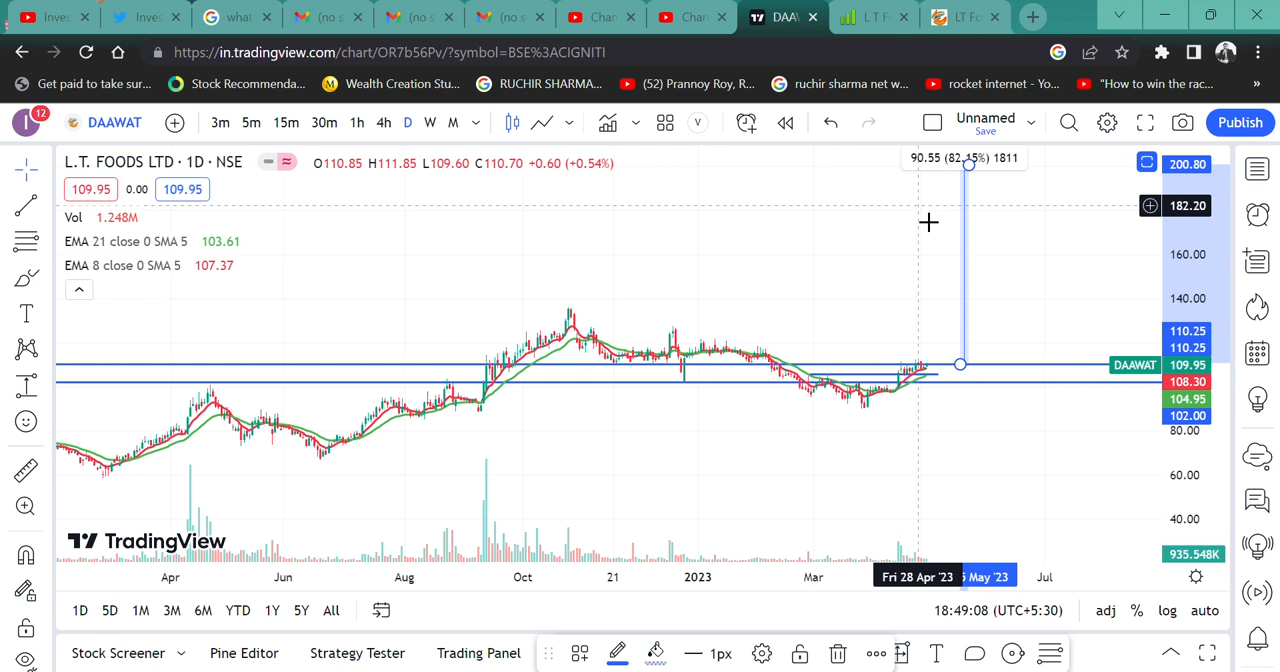 Inves
Inves
what
(no s
(no s
(no s
Chan
Chan
DAA
L T F
LT Fo
https://in.tradingview.com/chart/OR7b56Pv/?symbol=BSE%3ACIGNITI
Get paid to take sur...
Stock Recommenda...
Wealth Creation Stu...
RUCHIR SHARMA...
(52) Prannoy Roy, R...
ruchir sharma net w...
rocket internet - Yo...
"How to win the rac...
»
I
12
DAAWAT
3m 5m 15m 30m 1h 4h D W M
V
Unnamed
Save
Publish
L.T. FOODS LTD · 1D · NSE
O110.85 H111.85 L109.60 C110.70 +0.60 (+0.54%)
109.95 0.00 109.95
Vol 1.248M
EMA 21 close 0 SMA 5 103.61
EMA 8 close 0 SMA 5 107.37
90.55 (82.15%) 1811
200.80
182.20
160.00
140.00
110.25
110.25
DAAWAT 109.95
108.30
104.95
102.00
80.00
60.00
40.00
935.548K
TradingView
Apr Jun Aug Oct 21 2023 Mar Fri 28 Apr '23 May '23 Jul
1D 5D 1M 3M 6M YTD 1Y 5Y All
18:49:08 (UTC+5:30) adj % log auto
Stock Screener Pine Editor Strategy Tester Trading Panel
1px